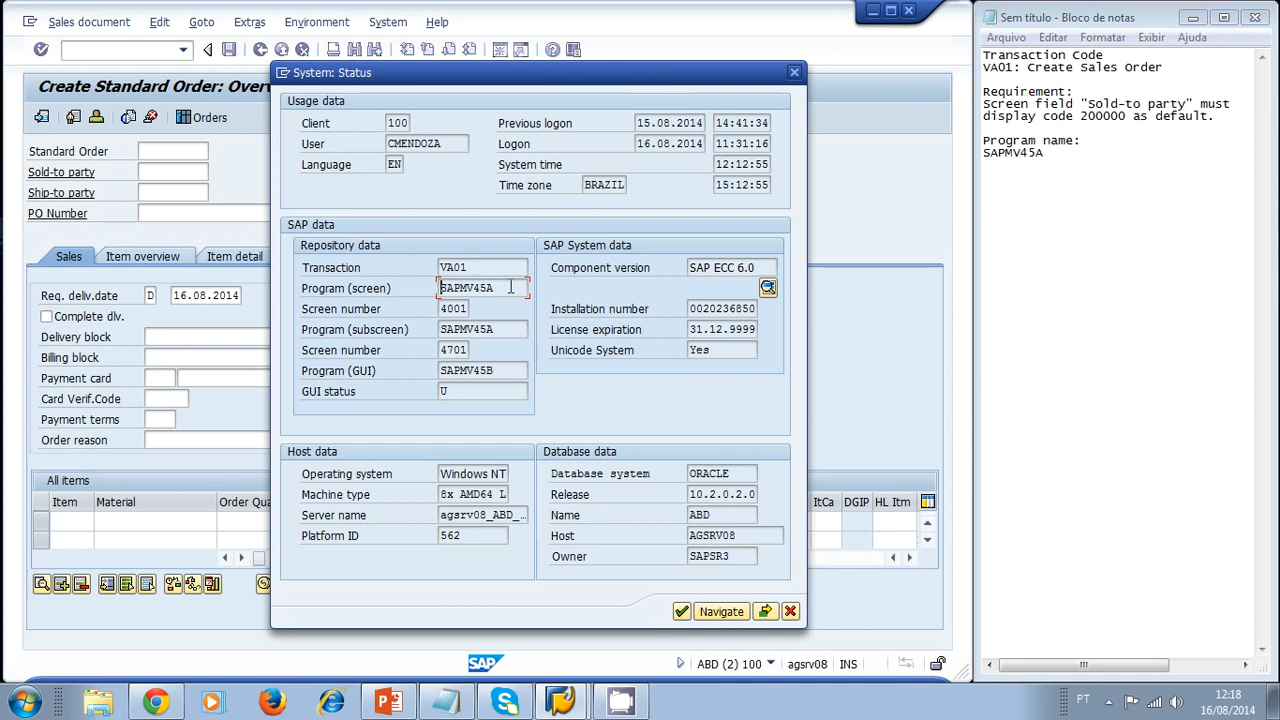 Sales document Edit Goto Extras Environment System Help
Create Standard Order: Over
Orders
Standard Order
Sold-to party
Ship-to party
PO Number
Sales Item overview Item detail
Req. deliv.date D 16.08.2014
Complete dlv.
Delivery block
Billing block
Payment card
Card Verif.Code
Payment terms
Order reason
All items
Item Material Order Qu ItCa DGIP HL Itm
System: Status
Usage data
Client 100 Previous logon 15.08.2014 14:41:34
User CMENDOZA Logon 16.08.2014 11:31:16
Language EN System time 12:12:55
Time zone BRAZIL 15:12:55
SAP data
Repository data
Transaction VA01
Program (screen) SAPMV45A
Screen number 4001
Program (subscreen) SAPMV45A
Screen number 4701
Program (GUI) SAPMV45B
GUI status U
SAP System data
Component version SAP ECC 6.0
Installation number 0020236850
License expiration 31.12.9999
Unicode System Yes
Host data
Operating system Windows NT
Machine type 8x AMD64 L
Server name agsrv08_ABD_...
Platform ID 562
Database data
Database system ORACLE
Release 10.2.0.2.0
Name ABD
Host AGSRV08
Owner SAPSR3
Navigate
SAP ABD (2) 100 agsrv08 INS
Sem título - Bloco de notas
Arquivo Editar Formatar Exibir Ajuda
Transaction Code
VA01: Create Sales Order
Requirement:
Screen field "Sold-to party" must
display code 200000 as default.
Program name:
SAPMV45A
PT 12:18
16/08/2014